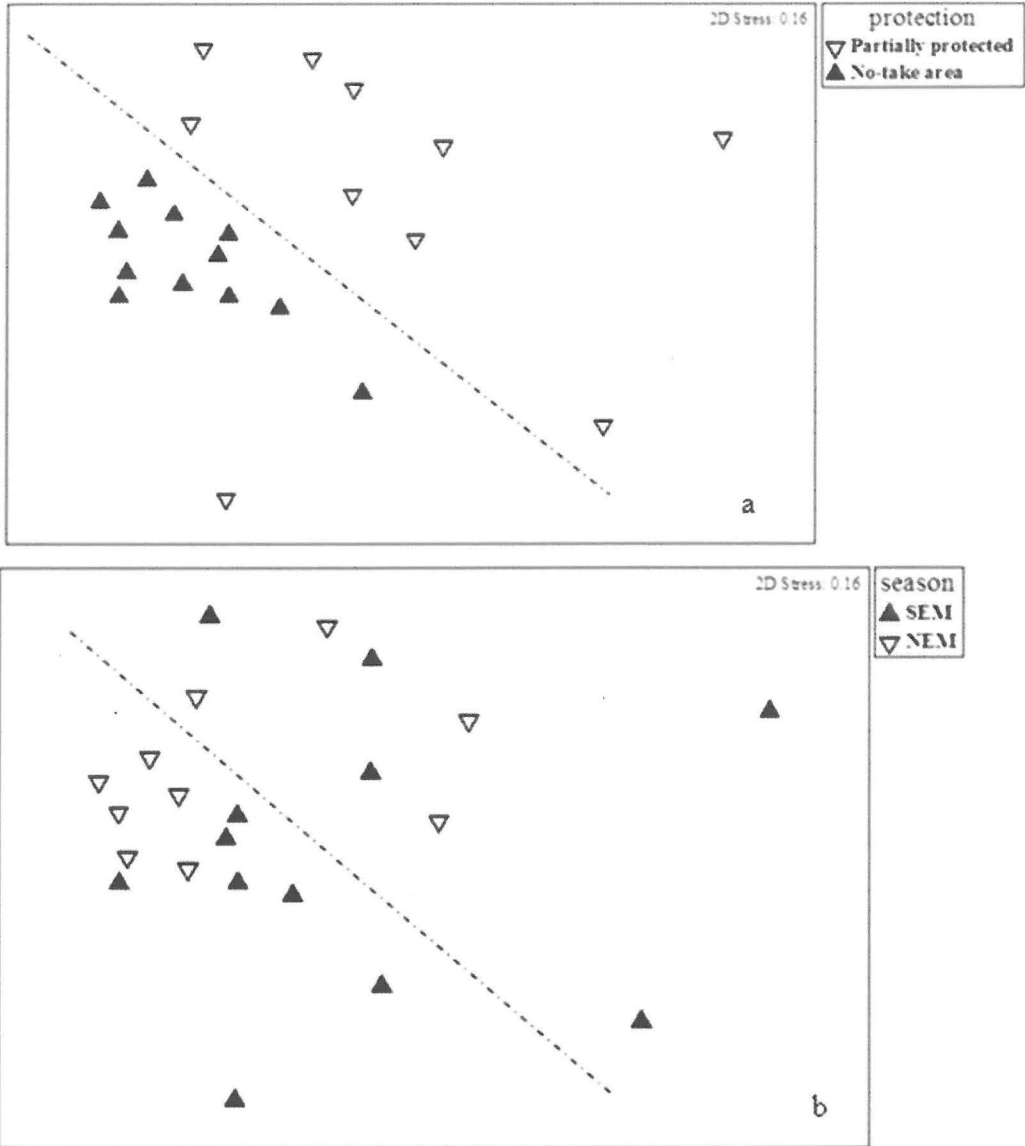 2D Stress: 0.16
protection
Partially protected
No-take area
a
2D Stress: 0.16
season
SEM
NEM
b